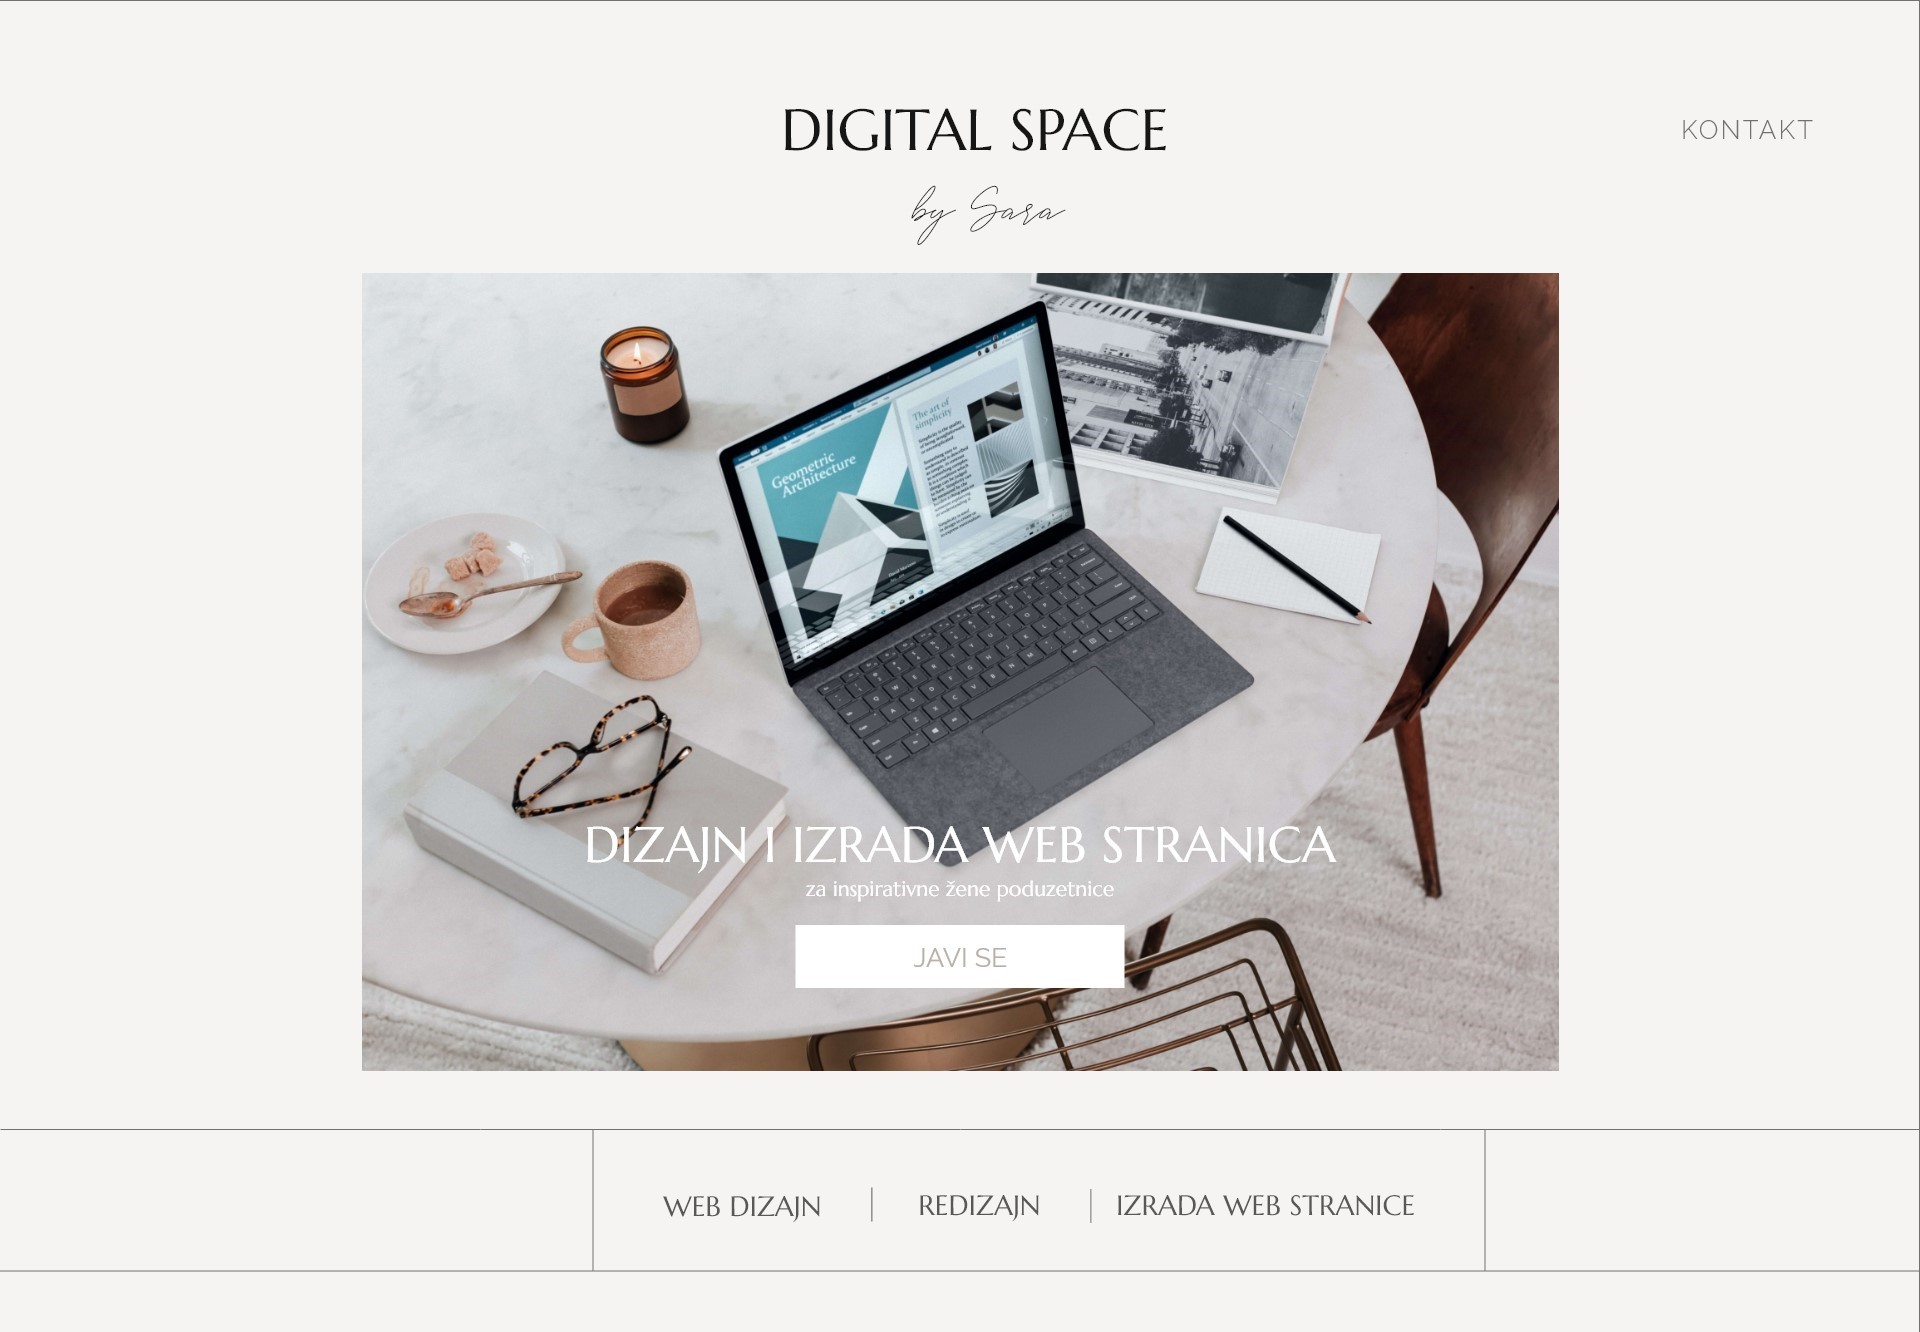 DIGITAL SPACE
KONTAKT
by Sara
The art of
simplicity
Geometric
Architecture
DIZAJN I IZRADA WEB STRANICA
za inspirativne žene poduzetnice
JAVI SE
WEB DIZAJN | REDIZAJN | IZRADA WEB STRANICE